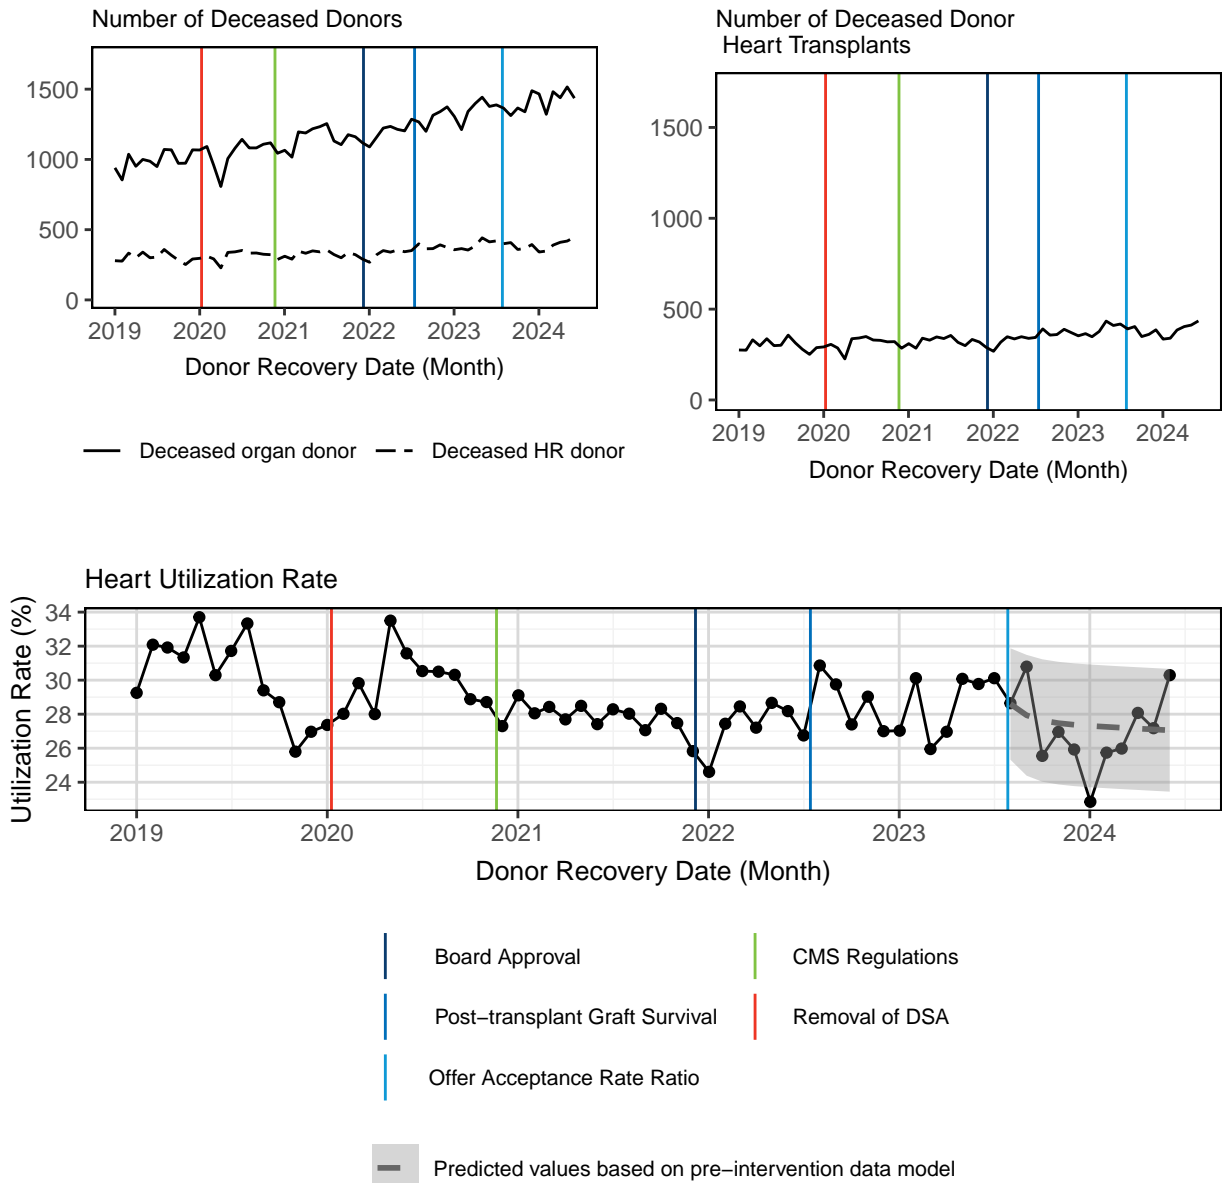 Number of Deceased Donors
1500
1000
500
0
2019 2020 2021 2022 2023 2024
Donor Recovery Date (Month)
Deceased organ donor
Deceased HR donor
Number of Deceased Donor
Heart Transplants
1500
1000
500
0
2019 2020 2021 2022 2023 2024
Donor Recovery Date (Month)
Heart Utilization Rate
Utilization Rate (%)
34
32
30
28
26
24
2019 2020 2021 2022 2023 2024
Donor Recovery Date (Month)
Board Approval
CMS Regulations
Post−transplant Graft Survival
Removal of DSA
Offer Acceptance Rate Ratio
Predicted values based on pre−intervention data model